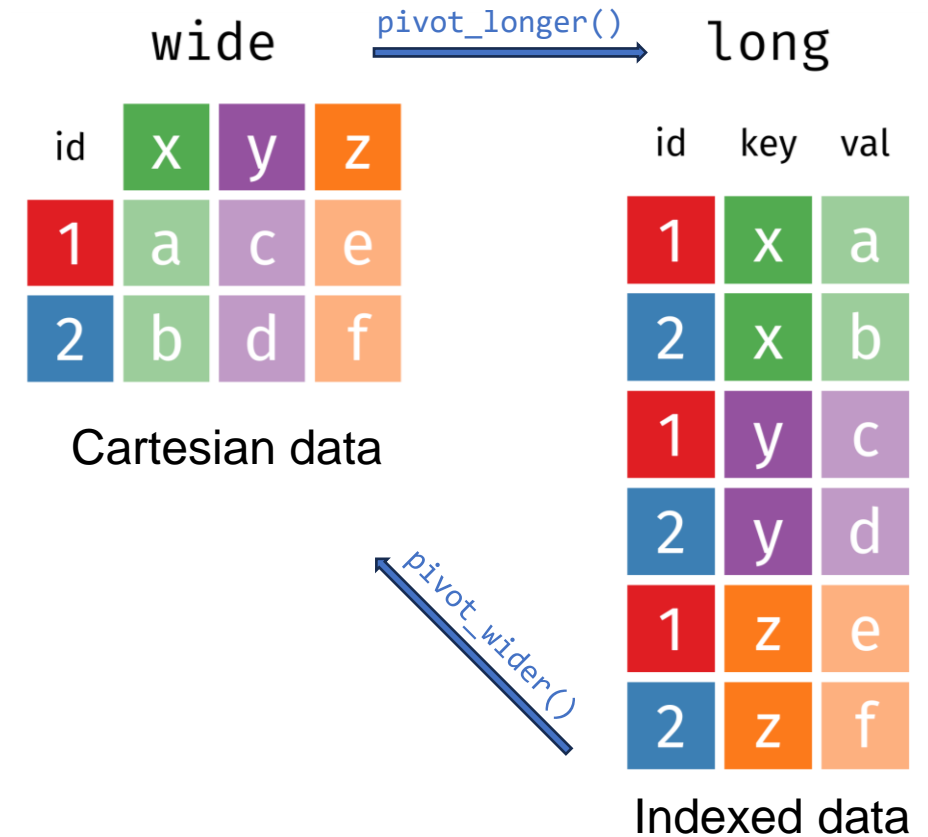 wide
pivot_longer()
long
id x y z
1 a c e
2 b d f
Cartesian data
id key val
1 x a
2 x b
1 y c
2 y d
1 z e
2 z f
pivot_wider()
Indexed data